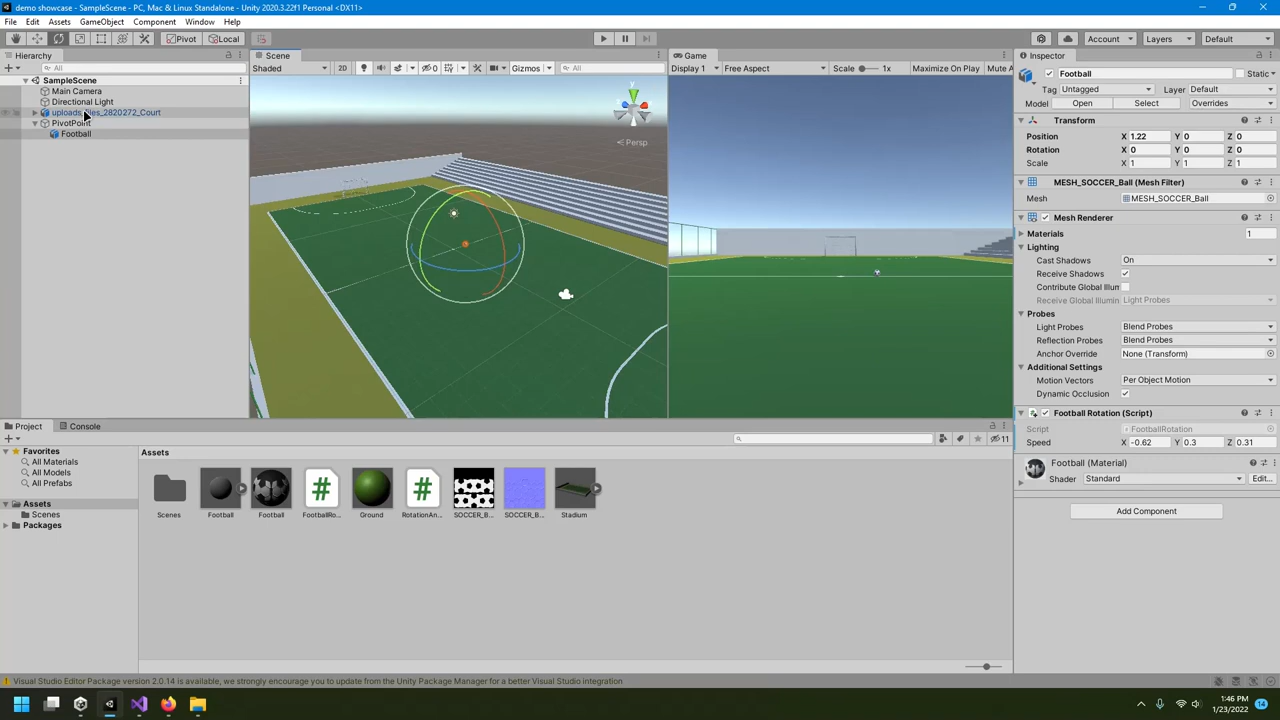 demo showcase - SampleScene - PC, Mac & Linux Standalone - Unity 2020.3.22f1 Personal <DX11>
File Edit Assets GameObject Component Window Help
Pivot Local Account Layers Default
Hierarchy
All
SampleScene
Main Camera
Directional Light
uploads_files_2820272_Court
PivotPoint
Football
Scene
Shaded 2D 0 Gizmos All
Persp
Game
Display 1 Free Aspect Scale 1x Maximize On Play Mute A
Inspector
Football Static
Tag Untagged Layer Default
Model Open Select Overrides
Transform
Position X 1.22 Y 0 Z 0
Rotation X 0 Y 0 Z 0
Scale X 1 Y 1 Z 1
MESH_SOCCER_Ball (Mesh Filter)
Mesh MESH_SOCCER_Ball
Mesh Renderer
Materials 1
Lighting
Cast Shadows On
Receive Shadows
Contribute Global Illum
Receive Global Illumin Light Probes
Probes
Light Probes Blend Probes
Reflection Probes Blend Probes
Anchor Override None (Transform)
Additional Settings
Motion Vectors Per Object Motion
Dynamic Occlusion
Football Rotation (Script)
Script FootballRotation
Speed X -0.62 Y 0.3 Z 0.31
Football (Material)
Shader Standard Edit...
Add Component
Project Console
11
Favorites
All Materials
All Models
All Prefabs
Assets
Scenes
Packages
Assets
Scenes Football Football FootballRo... Ground RotationAn... SOCCER_B... SOCCER_B... Stadium
Visual Studio Editor Package version 2.0.14 is available, we strongly encourage you to update from the Unity Package Manager for a better Visual Studio integration
1:46 PM
1/23/2022
14